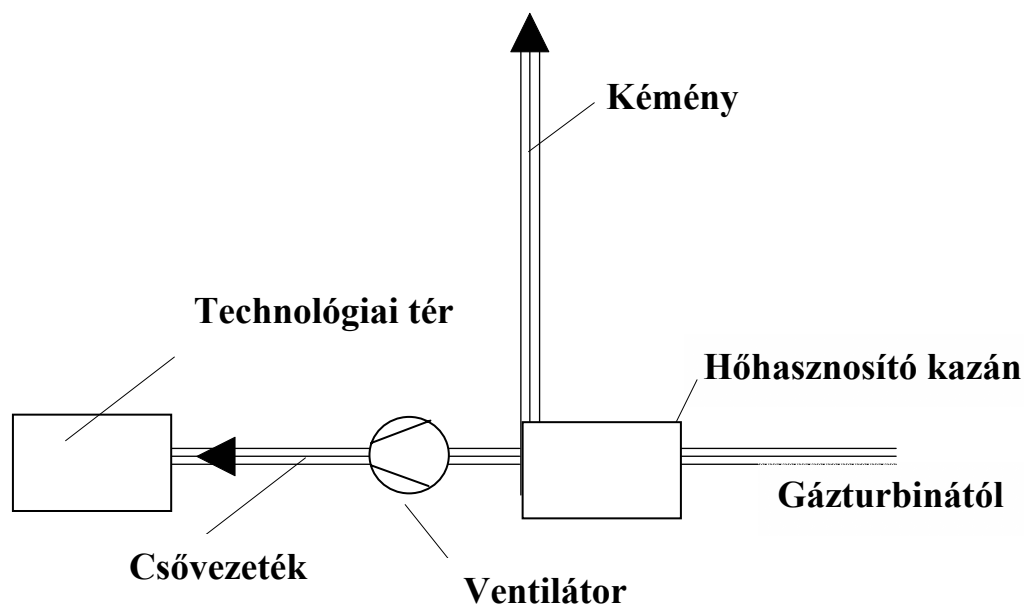 Kémény
Technológiai tér
Hőhasznosító kazán
Gázturbinától
Csővezeték
Ventilátor